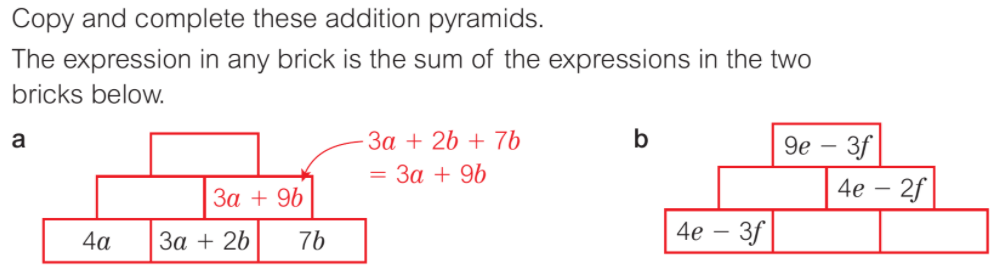 Copy and complete these addition pyramids.
The expression in any brick is the sum of the expressions in the two
bricks below.
a
3a + 2b + 7b
= 3a + 9b
3a + 9b
4a
3a + 2b
7b
b
9e − 3f
4e − 2f
4e − 3f